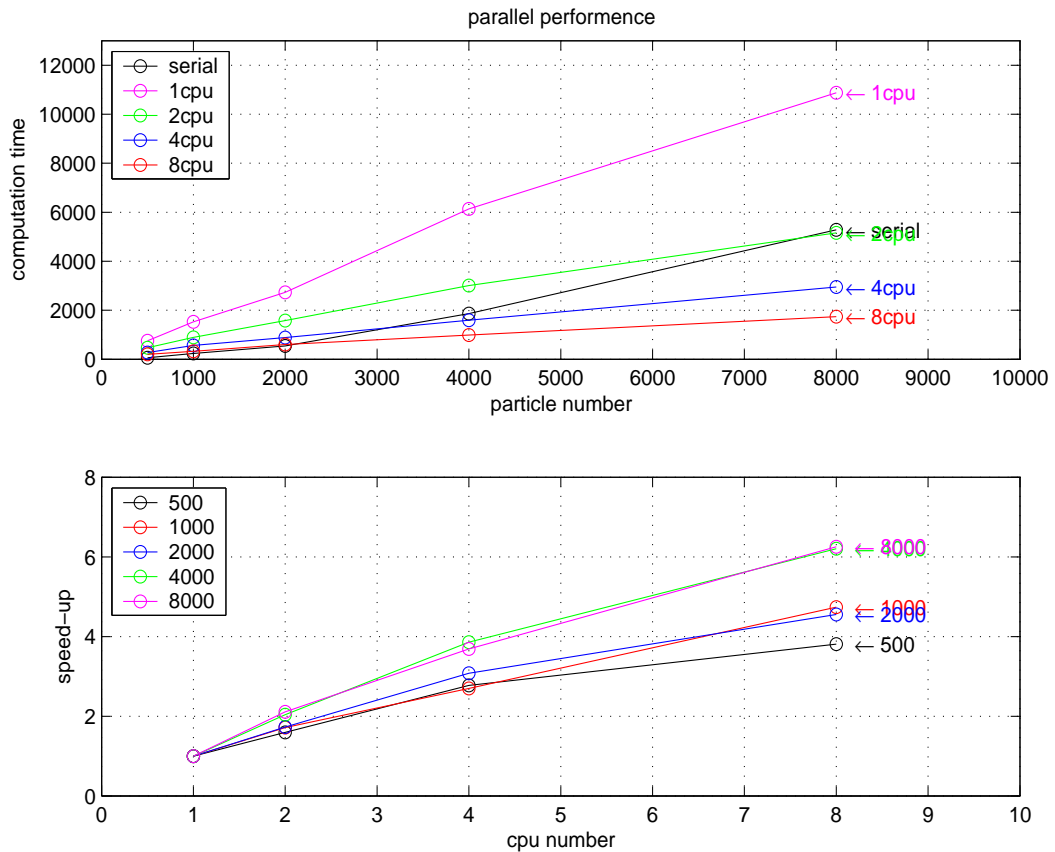 parallel performence
12000
10000
8000
6000
4000
2000
0
computation time
serial
1cpu
2cpu
4cpu
8cpu
← 1cpu
← serial
← 2cpu
← 4cpu
← 8cpu
0 1000 2000 3000 4000 5000 6000 7000 8000 9000 10000
particle number
8
6
4
2
0
speed-up
500
1000
2000
4000
8000
← 8000
← 4000
← 1000
← 2000
← 500
0 1 2 3 4 5 6 7 8 9 10
cpu number